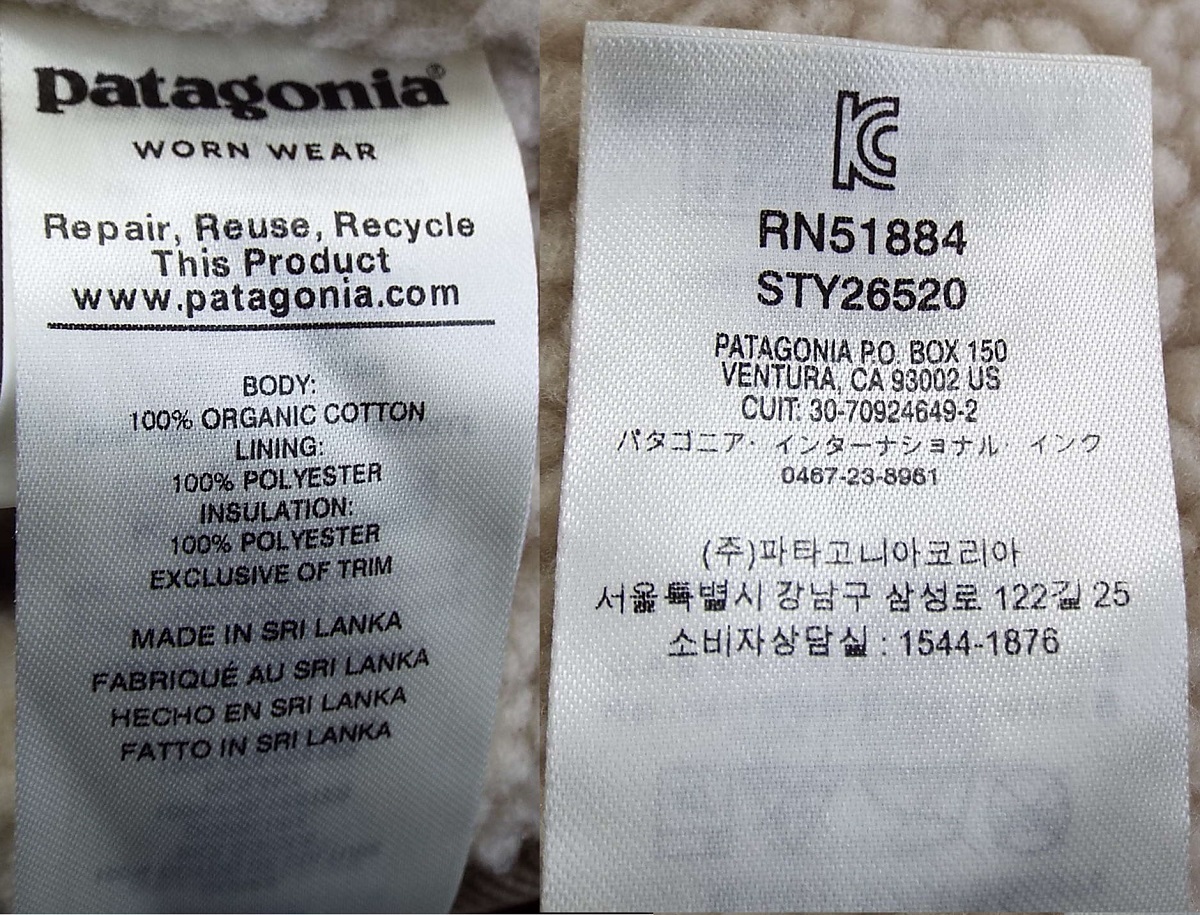 patagonia®
WORN WEAR
Repair, Reuse, Recycle
This Product
www.patagonia.com
BODY:
100% ORGANIC COTTON
LINING:
100% POLYESTER
INSULATION:
100% POLYESTER
EXCLUSIVE OF TRIM
MADE IN SRI LANKA
FABRIQUÉ AU SRI LANKA
HECHO EN SRI LANKA
FATTO IN SRI LANKA
KC
RN51884
STY26520
PATAGONIA P.O. BOX 150
VENTURA, CA 93002 US
CUIT: 30-70924649-2
パタゴニア・インターナショナル・インク
0467-23-8961
(주)파타고니아코리아
서울특별시 강남구 삼성로 122길 25
소비자상담실 : 1544-1876